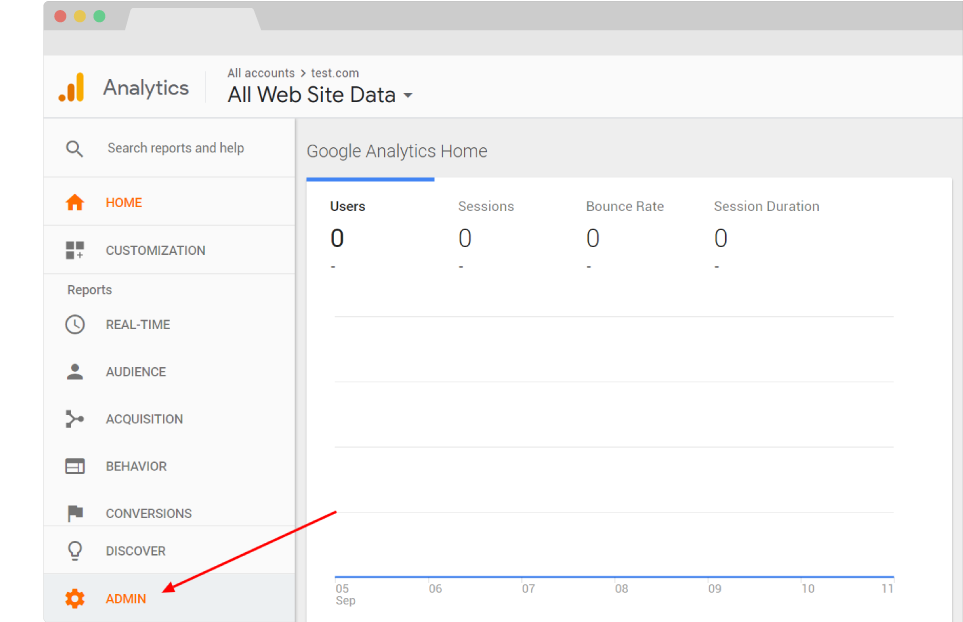 All accounts > test.com
Analytics
All Web Site Data
Search reports and help
HOME
CUSTOMIZATION
Reports
REAL-TIME
AUDIENCE
ACQUISITION
BEHAVIOR
CONVERSIONS
DISCOVER
ADMIN
Google Analytics Home
Users Sessions Bounce Rate Session Duration
0 0 0 0
- - - -
05 06 07 08 09 10 11
Sep